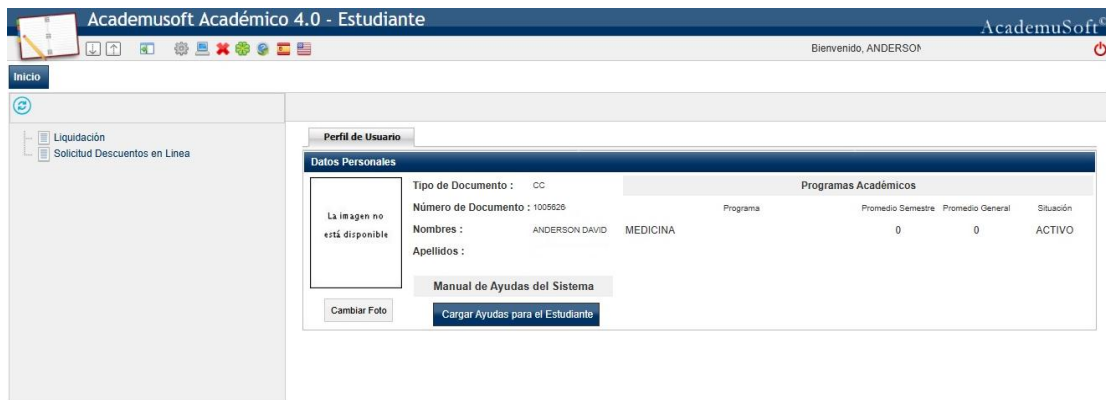 Academusoft Académico 4.0 - Estudiante
AcademuSoft©
Bienvenido, ANDERSON
Inicio
Liquidación
Solicitud Descuentos en Linea
Perfil de Usuario
Datos Personales
La imagen no
está disponible
Cambiar Foto
Tipo de Documento : CC
Número de Documento : 1005626
Nombres : ANDERSON DAVID
Apellidos :
Manual de Ayudas del Sistema
Cargar Ayudas para el Estudiante
Programas Acadèmicos
Programa Promedio Semestre Promedio General Situación
MEDICINA 0 0 ACTIVO